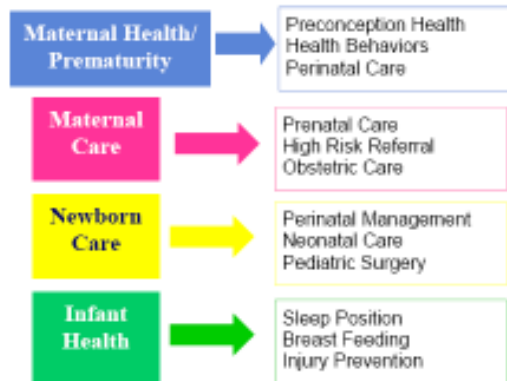 Maternal Health/
Prematurity
Preconception Health
Health Behaviors
Perinatal Care
Maternal
Care
Prenatal Care
High Risk Referral
Obstetric Care
Newborn
Care
Perinatal Management
Neonatal Care
Pediatric Surgery
Infant
Health
Sleep Position
Breast Feeding
Injury Prevention